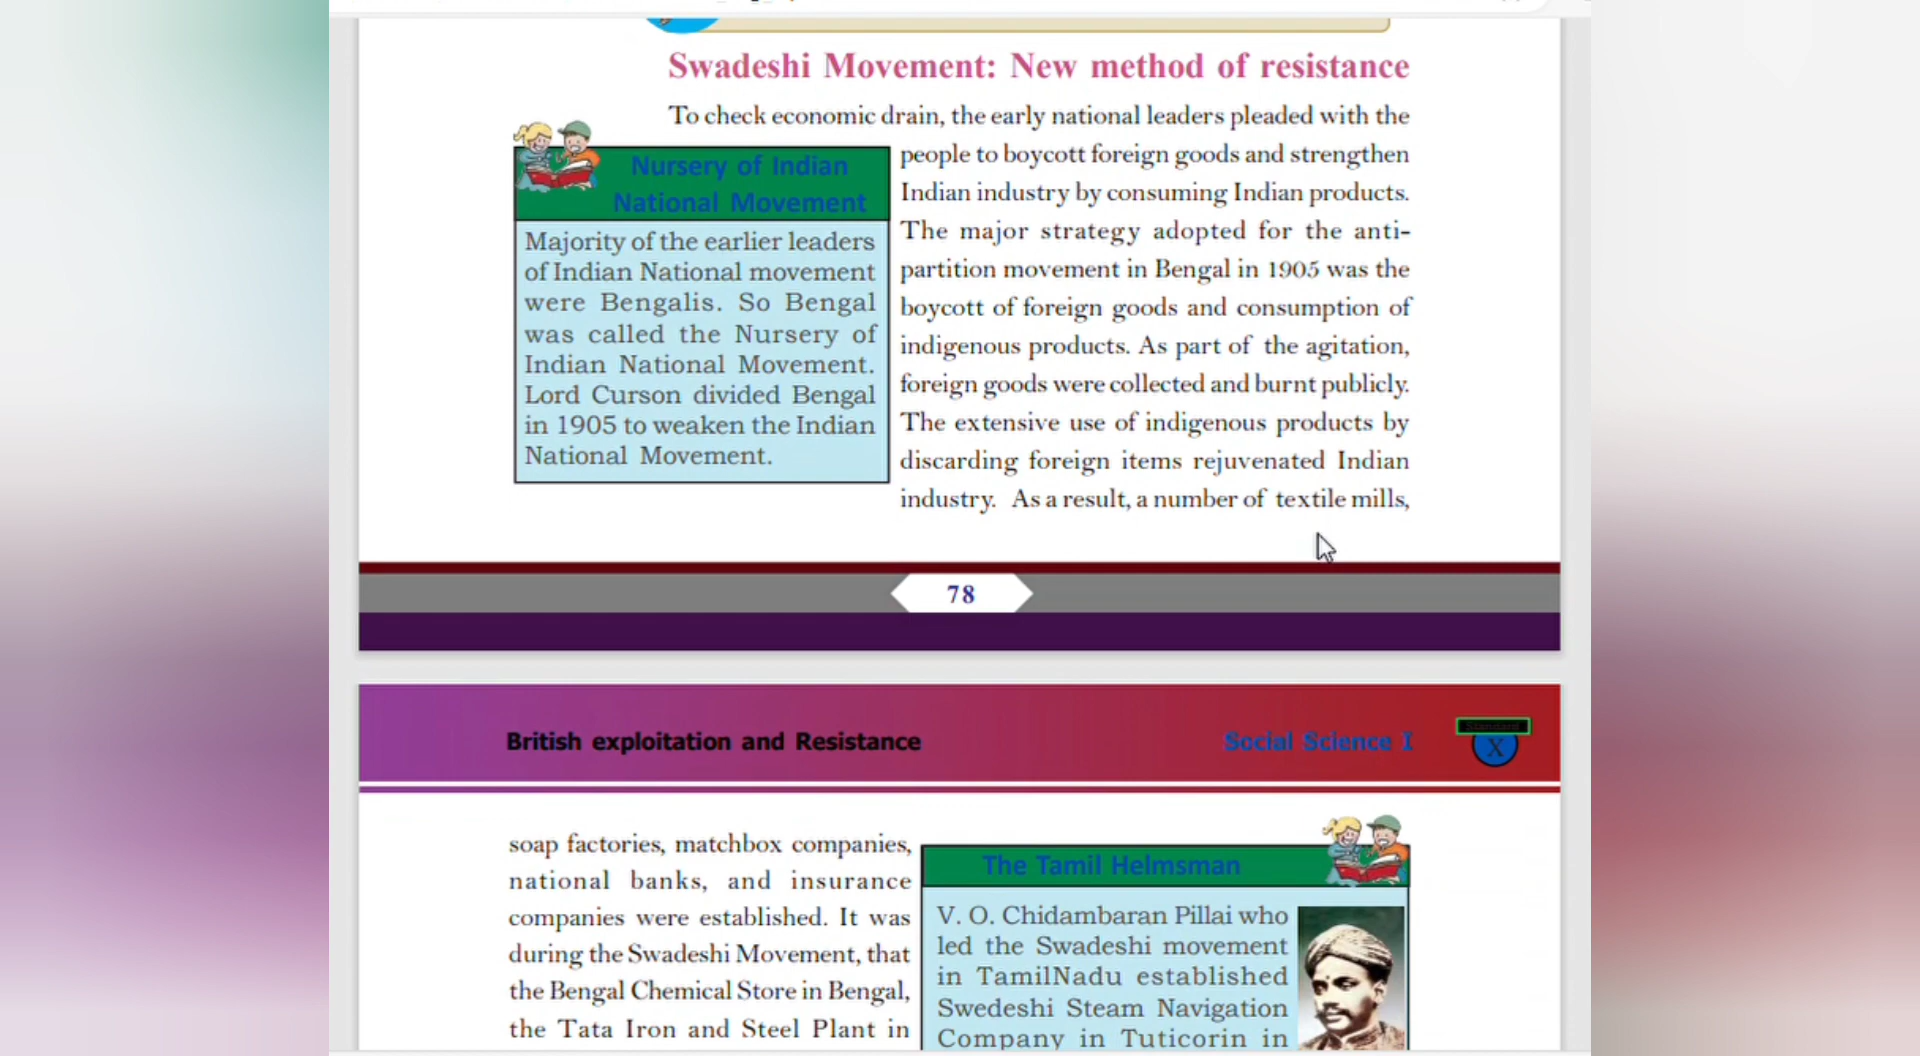 Swadeshi Movement: New method of resistance
To check economic drain, the early national leaders pleaded with the
people to boycott foreign goods and strengthen
Indian industry by consuming Indian products.
The major strategy adopted for the anti-
partition movement in Bengal in 1905 was the
boycott of foreign goods and consumption of
indigenous products. As part of the agitation,
foreign goods were collected and burnt publicly.
The extensive use of indigenous products by
discarding foreign items rejuvenated Indian
industry. As a result, a number of textile mills,
Nursery of Indian
National Movement
Majority of the earlier leaders
of Indian National movement
were Bengalis. So Bengal
was called the Nursery of
Indian National Movement.
Lord Curson divided Bengal
in 1905 to weaken the Indian
National Movement.
78
British exploitation and Resistance
Social Science I
Standard
X
soap factories, matchbox companies,
national banks, and insurance
companies were established. It was
during the Swadeshi Movement, that
the Bengal Chemical Store in Bengal,
the Tata Iron and Steel Plant in
The Tamil Helmsman
V. O. Chidambaran Pillai who
led the Swadeshi movement
in TamilNadu established
Swedeshi Steam Navigation
Company in Tuticorin in